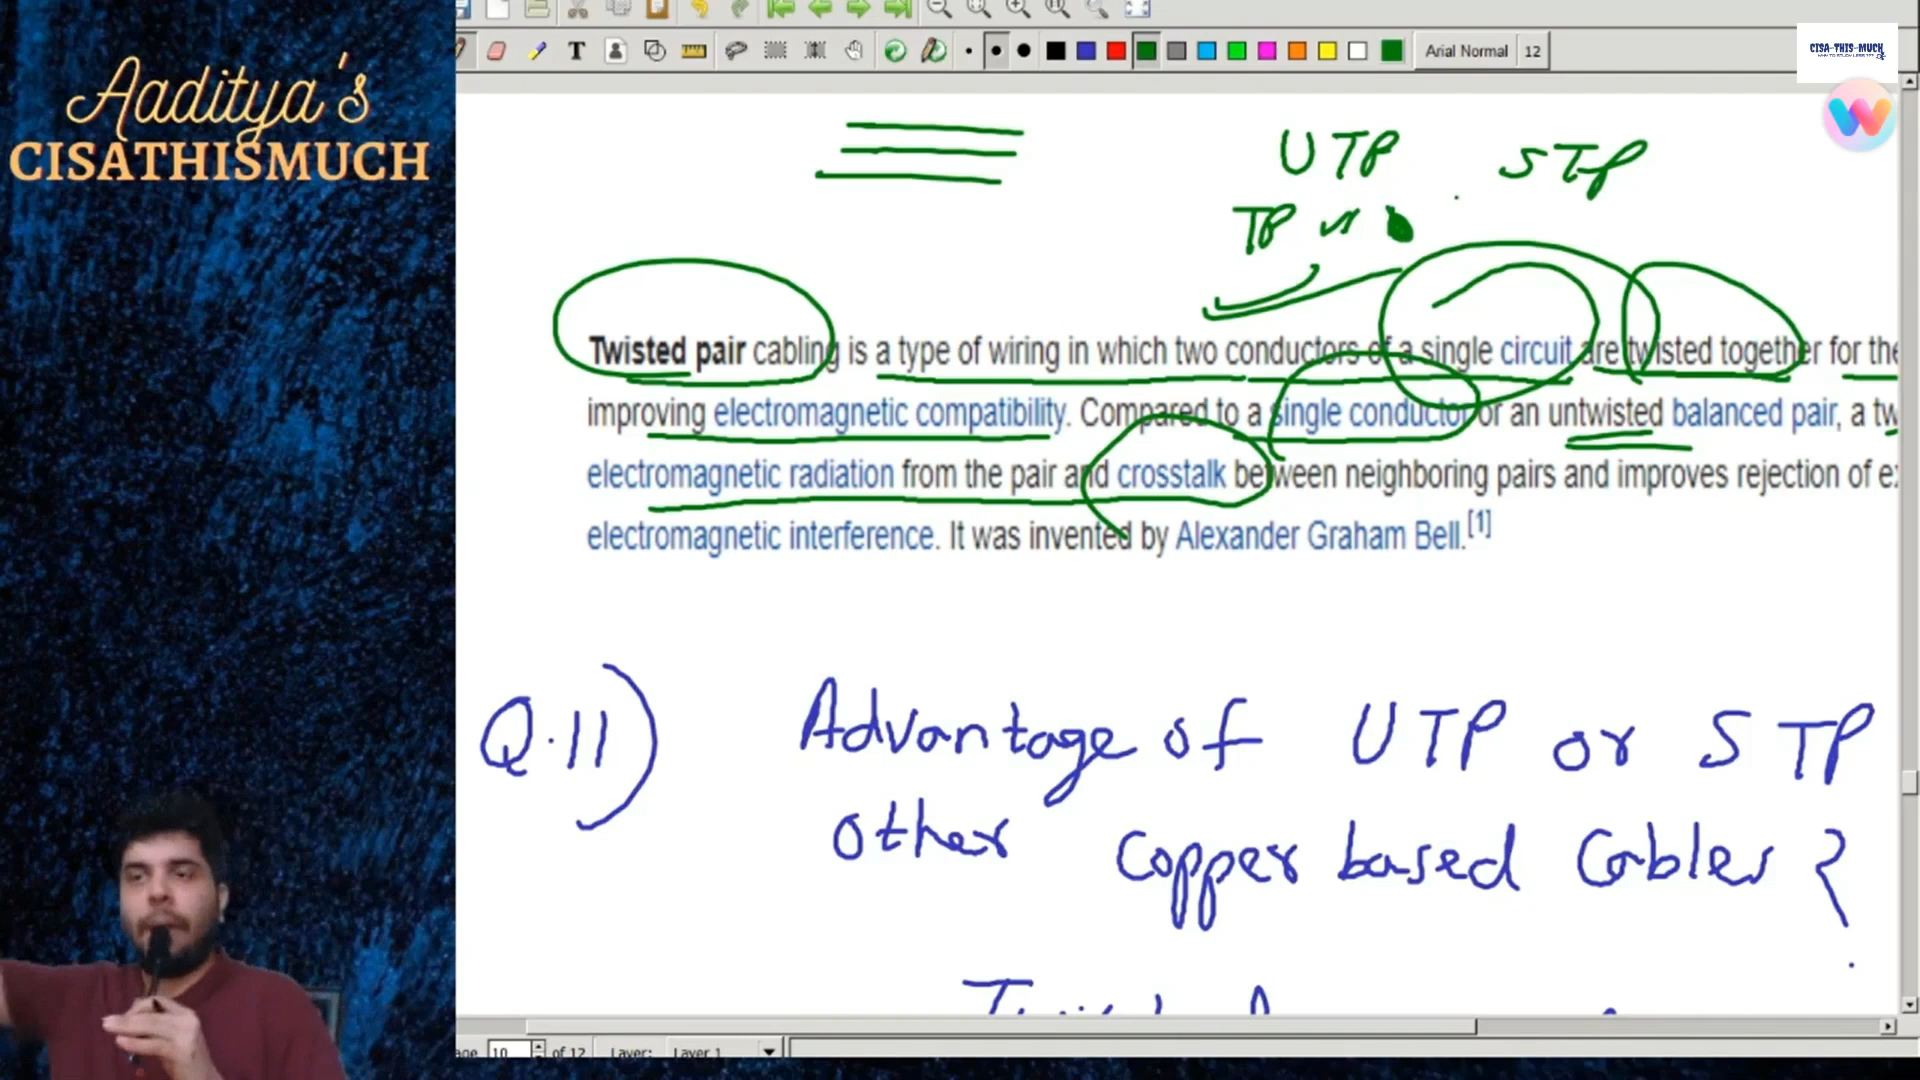 Aaditya's
CISATHISMUCH
T
Arial Normal 12
CISA-THIS-MUCK
W
UTP STP
TP
Twisted pair cabling is a type of wiring in which two conductors of a single circuit are twisted together for the
improving electromagnetic compatibility. Compared to a single conductor or an untwisted balanced pair, a tw
electromagnetic radiation from the pair and crosstalk between neighboring pairs and improves rejection of ex
electromagnetic interference. It was invented by Alexander Graham Bell.[1]
Q.11) Advantage of UTP or STP
other Copper based Cables ?
age 10 of 12 Layer: Layer 1